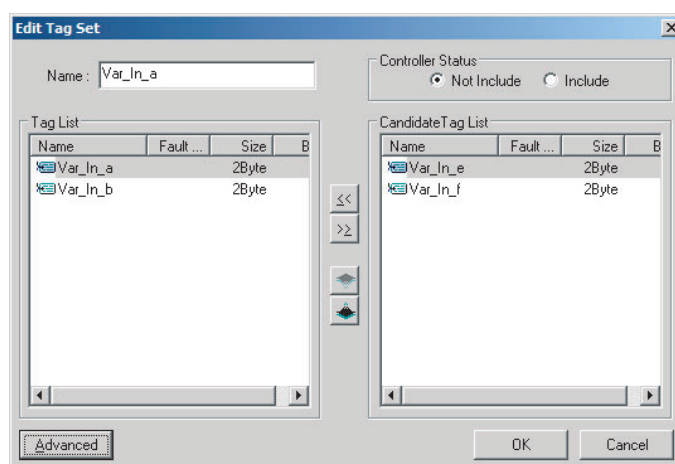 Edit Tag Set
Name : Var_In_a
Controller Status
Not Include Include
Tag List
Name Fault ... Size B
Var_In_a 2Byte
Var_In_b 2Byte
<<
>>
CandidateTag List
Name Fault ... Size B
Var_In_e 2Byte
Var_In_f 2Byte
Advanced
OK Cancel